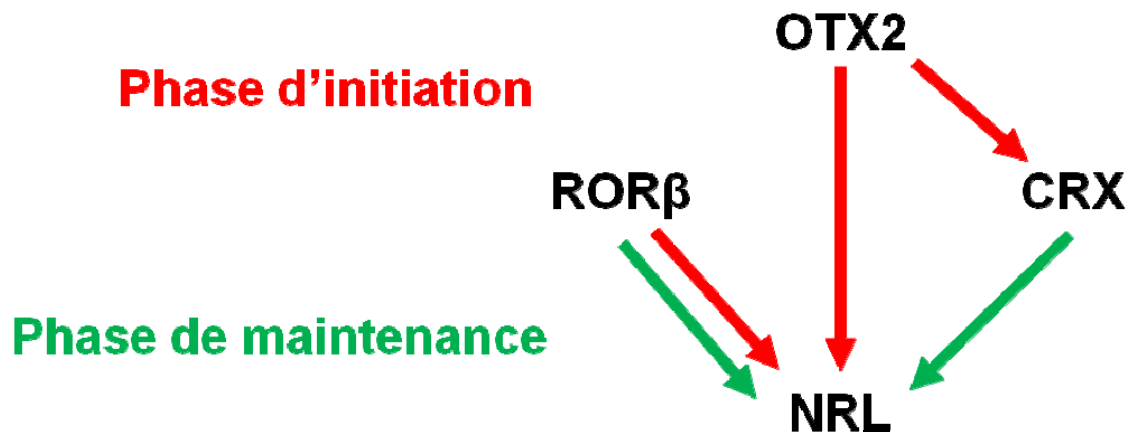 OTX2
Phase d’initiation
RORβ
CRX
Phase de maintenance
NRL